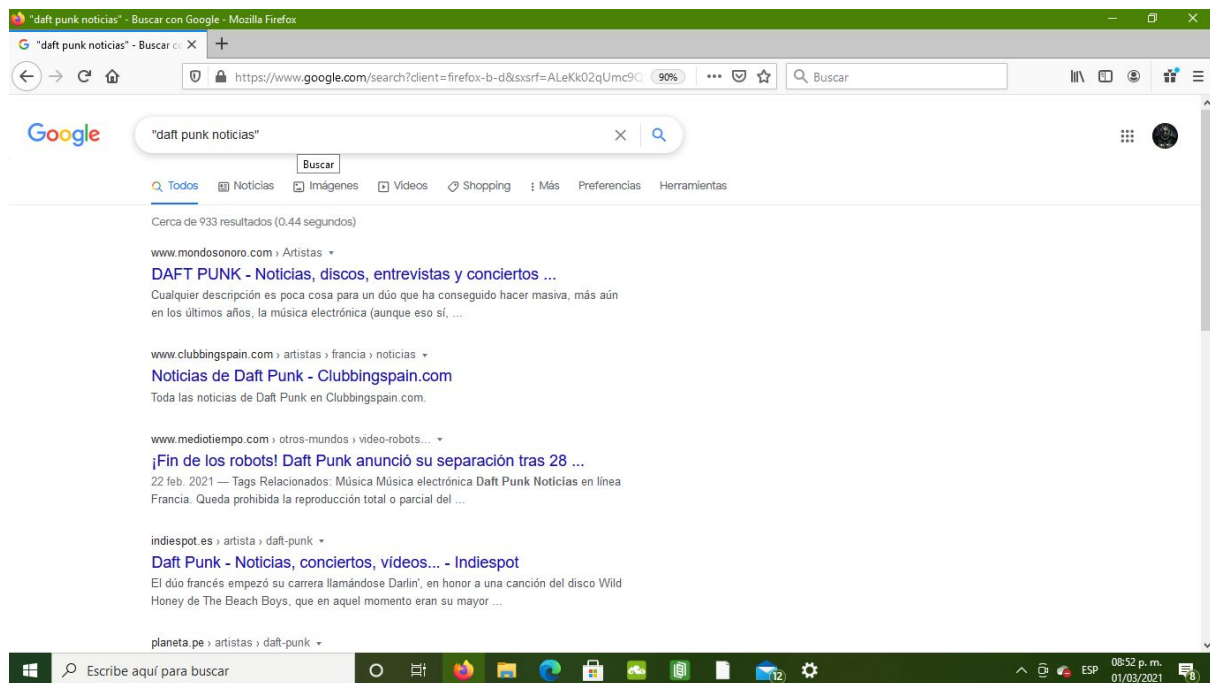 "daft punk noticias" - Buscar con Google - Mozilla Firefox
"daft punk noticias" - Buscar co
https://www.google.com/search?client=firefox-b-d&sxsrf=ALeKk02qUmc9O
90%
Buscar
Google
"daft punk noticias"
Buscar
Todos Noticias Imágenes Videos Shopping Más Preferencias Herramientas
Cerca de 933 resultados (0.44 segundos)
www.mondosonoro.com › Artistas
DAFT PUNK - Noticias, discos, entrevistas y conciertos ...
Cualquier descripción es poca cosa para un dúo que ha conseguido hacer masiva, más aún
en los últimos años, la música electrónica (aunque eso sí, ...
www.clubbingspain.com › artistas › francia › noticias
Noticias de Daft Punk - Clubbingspain.com
Toda las noticias de Daft Punk en Clubbingspain.com.
www.mediotiempo.com › otros-mundos › video-robots...
¡Fin de los robots! Daft Punk anunció su separación tras 28 ...
22 feb. 2021 — Tags Relacionados: Música Música electrónica Daft Punk Noticias en línea
Francia. Queda prohibida la reproducción total o parcial del ...
indiespot.es › artista › daft-punk
Daft Punk - Noticias, conciertos, vídeos... - Indiespot
El dúo francés empezó su carrera llamándose Darlin', en honor a una canción del disco Wild
Honey de The Beach Boys, que en aquel momento eran su mayor ...
planeta.pe › artistas › daft-punk
Escribe aquí para buscar
12
ESP
08:52 p. m.
01/03/2021
8